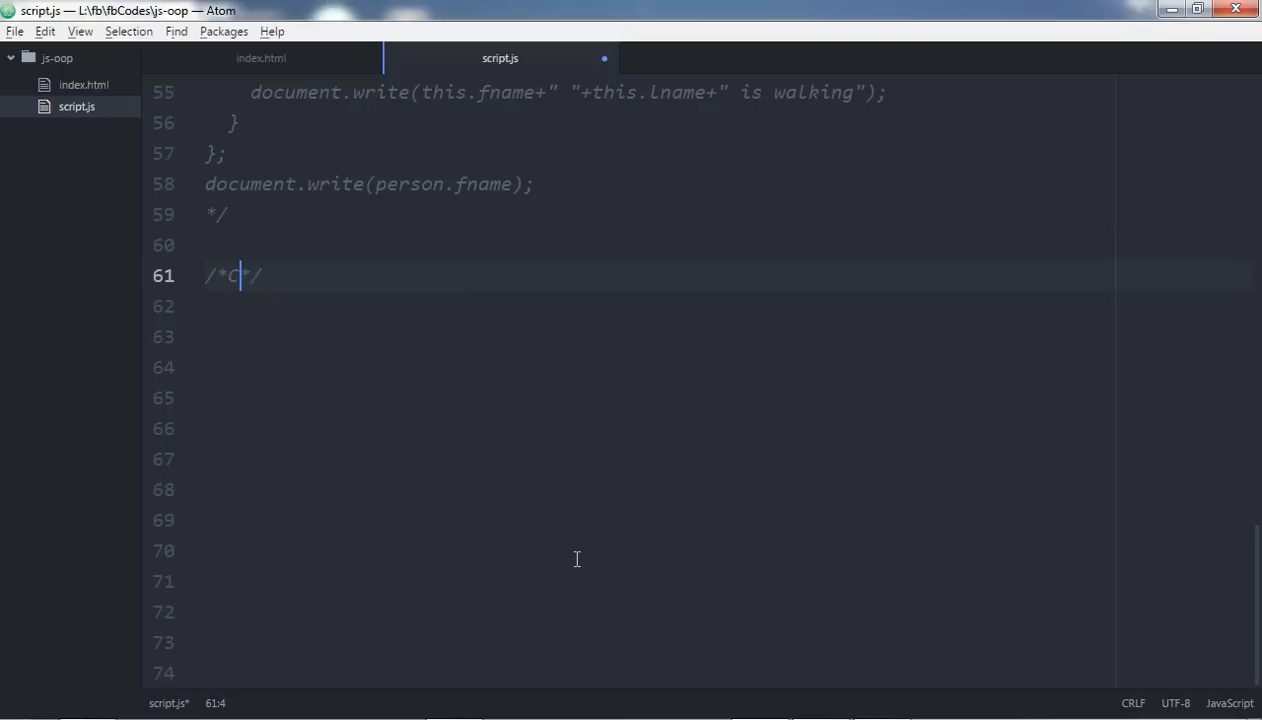 script.js — L:\fb\fbCodes\js-oop — Atom
File Edit View Selection Find Packages Help
js-oop
index.html
script.js
index.html script.js
55 document.write(this.fname+" "+this.lname+" is walking");
56 }
57 };
58 document.write(person.fname);
59 */
60
61 /*C*/
62
63
64
65
66
67
68
69
70
71
72
73
74
script.js* 61:4 CRLF UTF-8 JavaScript